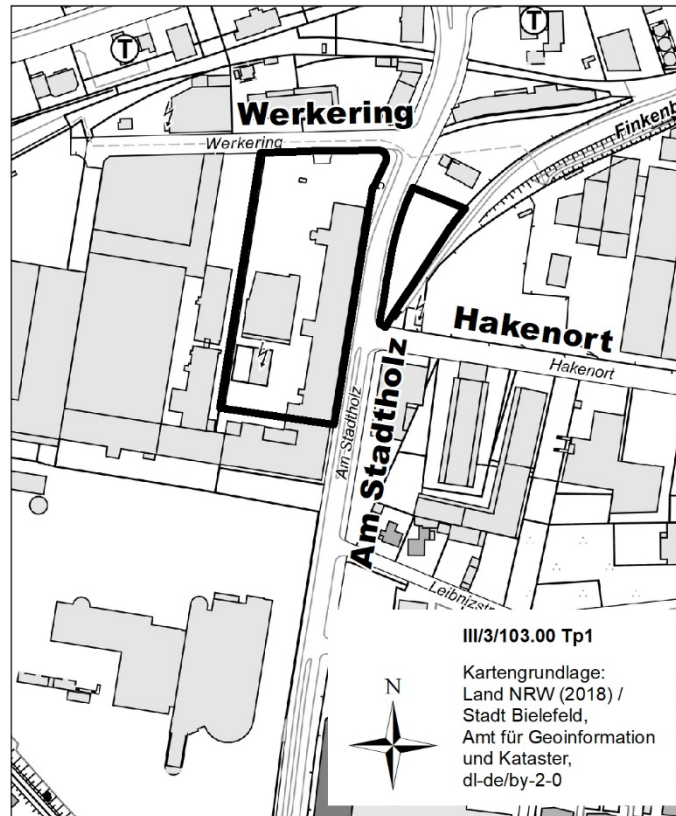 T
T
Werkering
Werkering
Finkenb
Hakenort
Hakenort
Am Stadtholz
Am Stadtholz
Leibnizst
III/3/103.00 Tp1
Kartengrundlage:
Land NRW (2018) /
Stadt Bielefeld,
Amt für Geoinformation
und Kataster,
dl-de/by-2-0
N